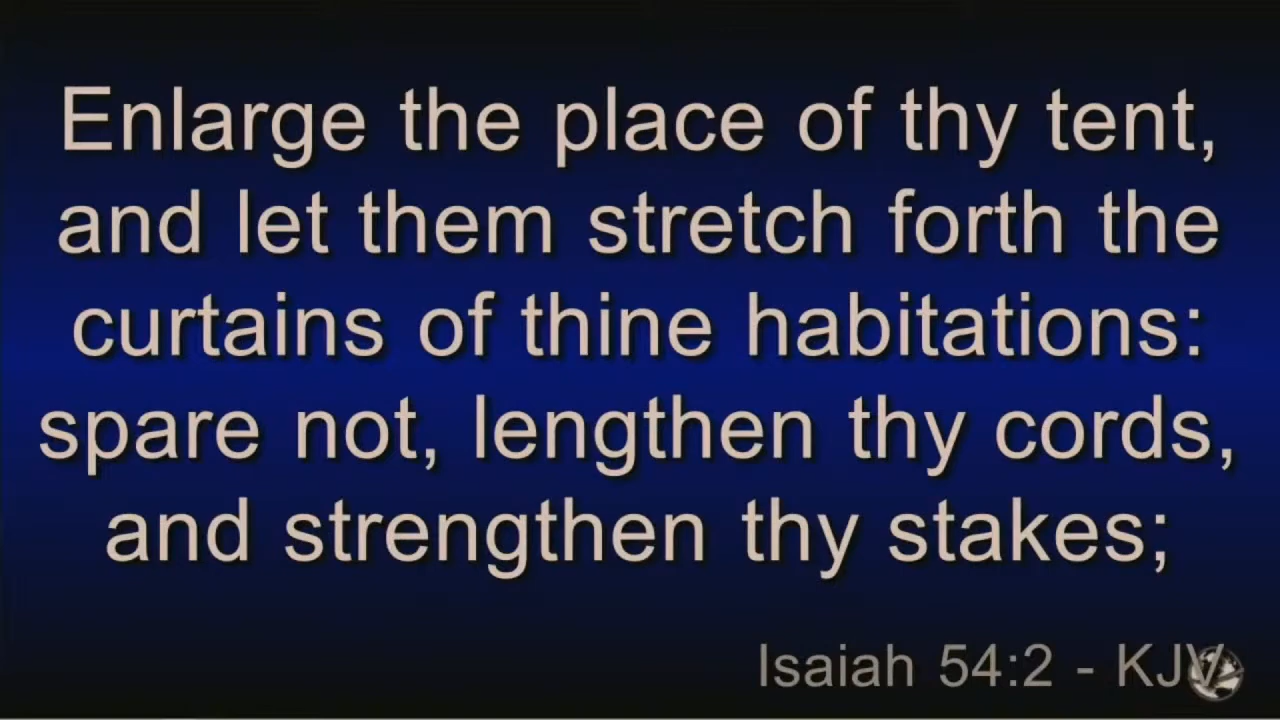 Enlarge the place of thy tent,
and let them stretch forth the
curtains of thine habitations:
spare not, lengthen thy cords,
and strengthen thy stakes;
Isaiah 54:2 - KJV